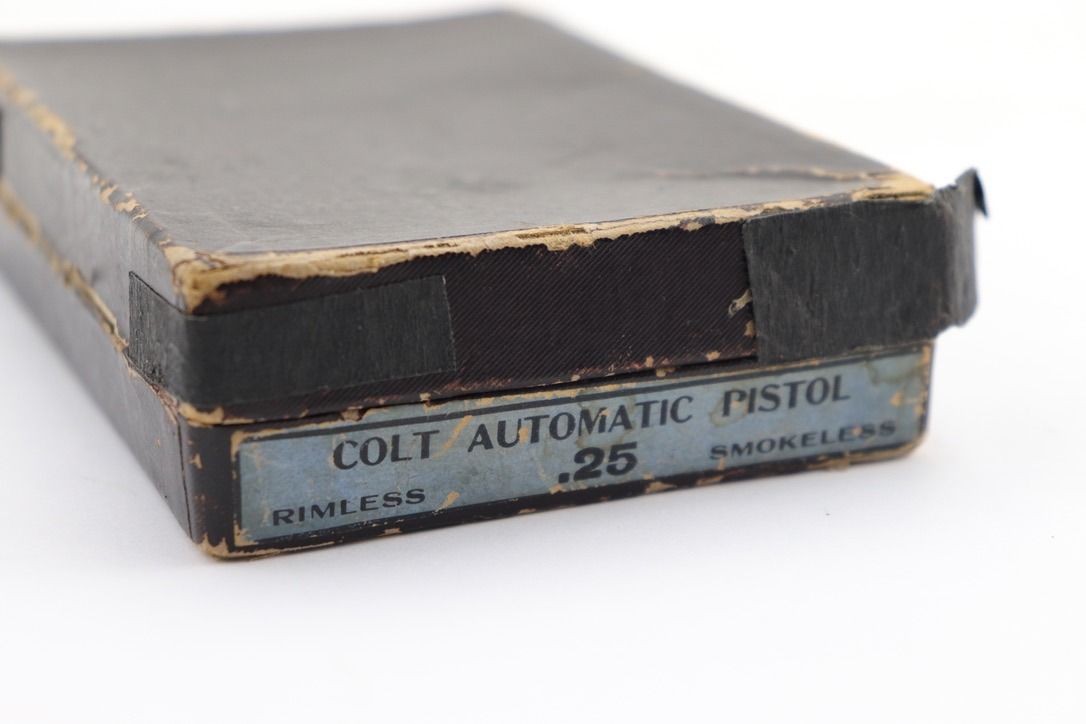 COLT AUTOMATIC PISTOL
.25
RIMLESS SMOKELESS